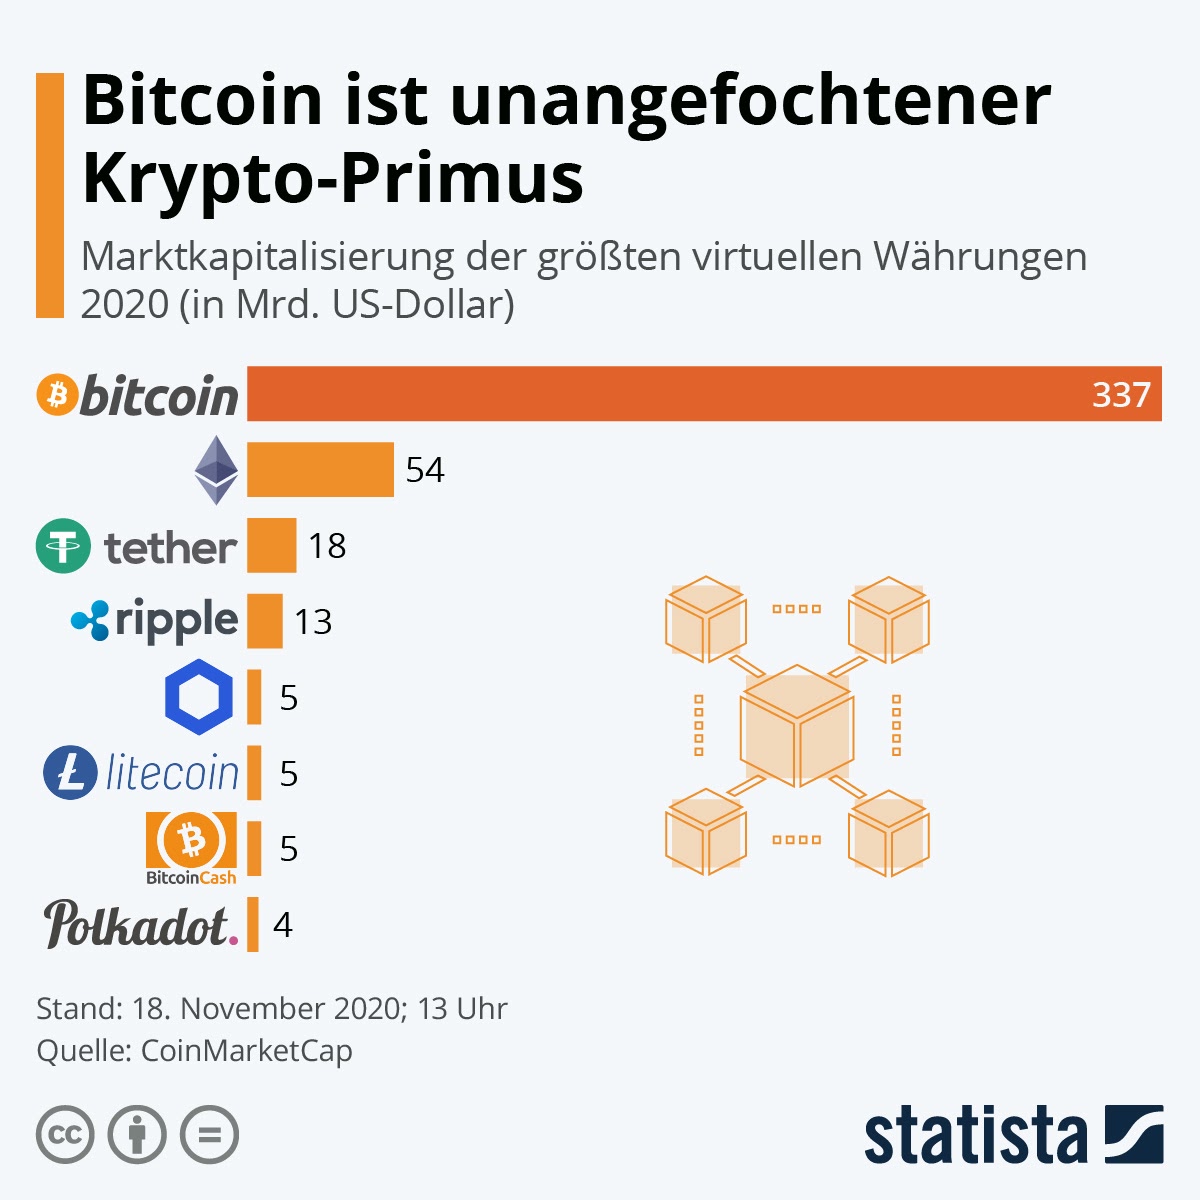 Bitcoin ist unangefochtener
Krypto-Primus
Marktkapitalisierung der größten virtuellen Währungen
2020 (in Mrd. US-Dollar)
bitcoin 337
54
tether 18
ripple 13
5
litecoin 5
BitcoinCash 5
Polkadot. 4
Stand: 18. November 2020; 13 Uhr
Quelle: CoinMarketCap
cc
statista